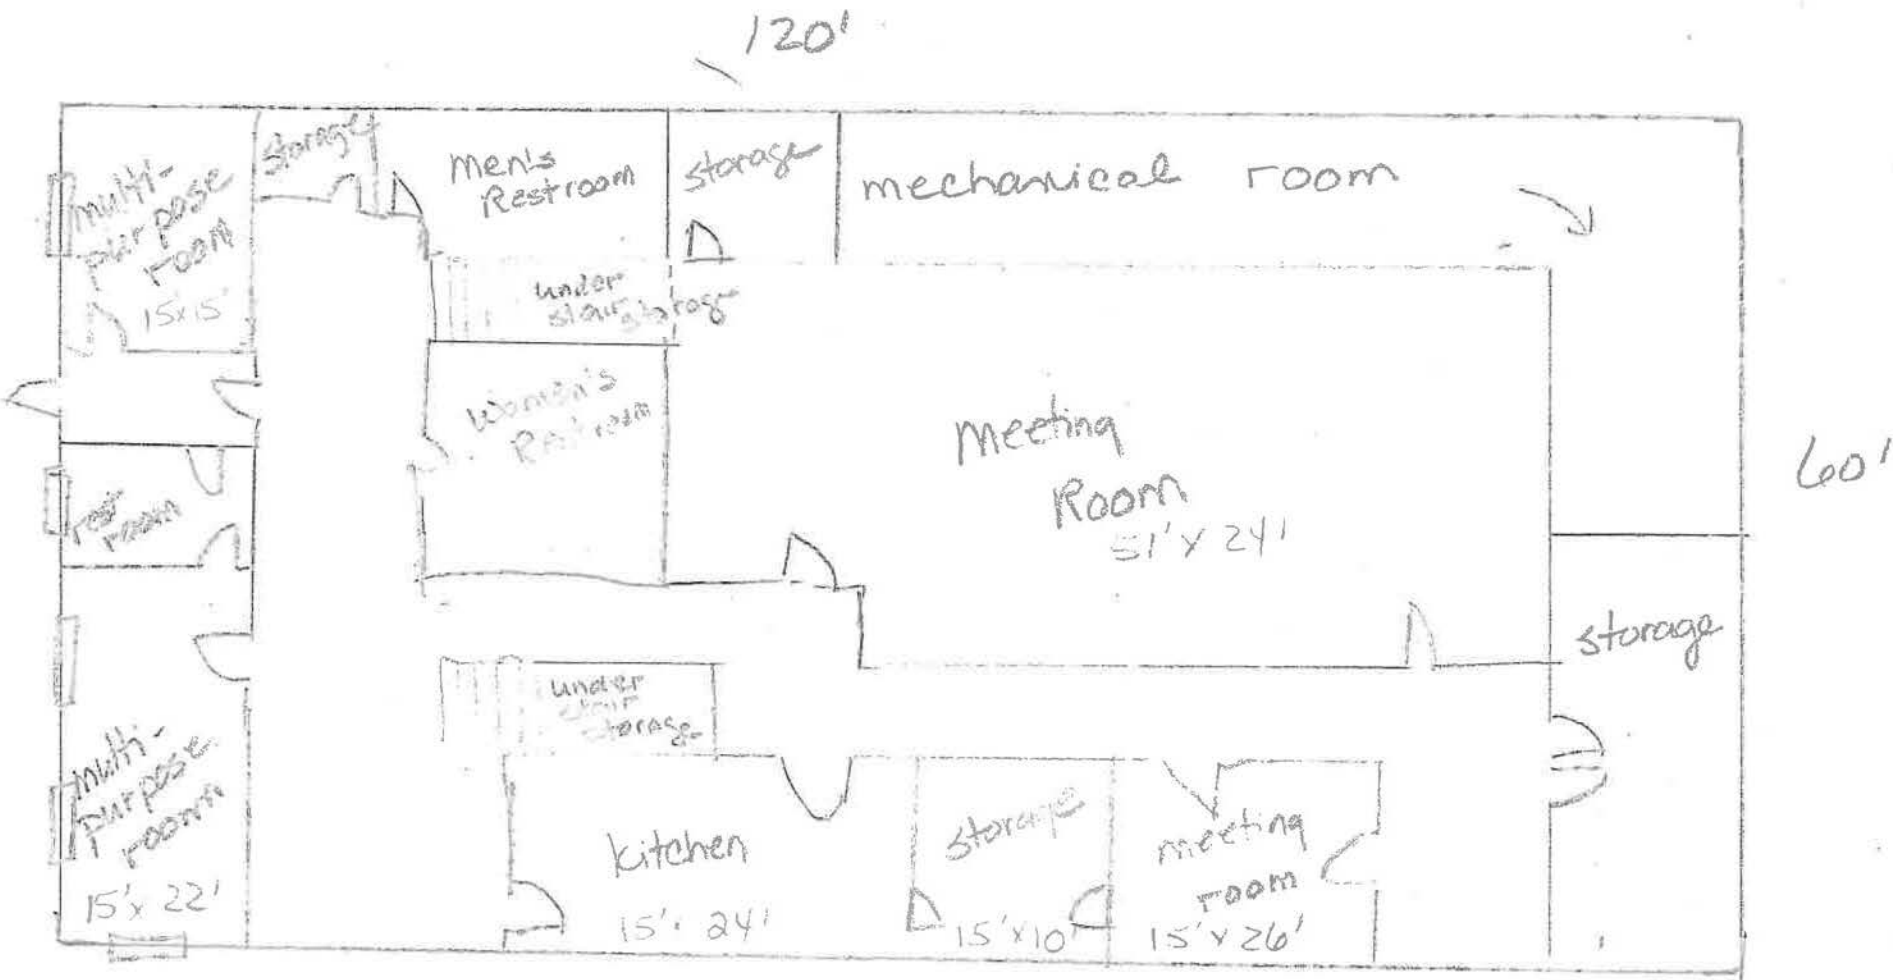 120'
storage
Men's
Restroom
storage
mechanical room
multi-
purpose
room
15x15'
under
stair storage
Women's
Restroom
Meeting
Room
51' x 24'
60'
rest
room
storage
under
stair
storage
multi-
purpose
room
15' x 22'
kitchen
15' · 24'
storage
15' x 10'
meeting
room
15' x 26'